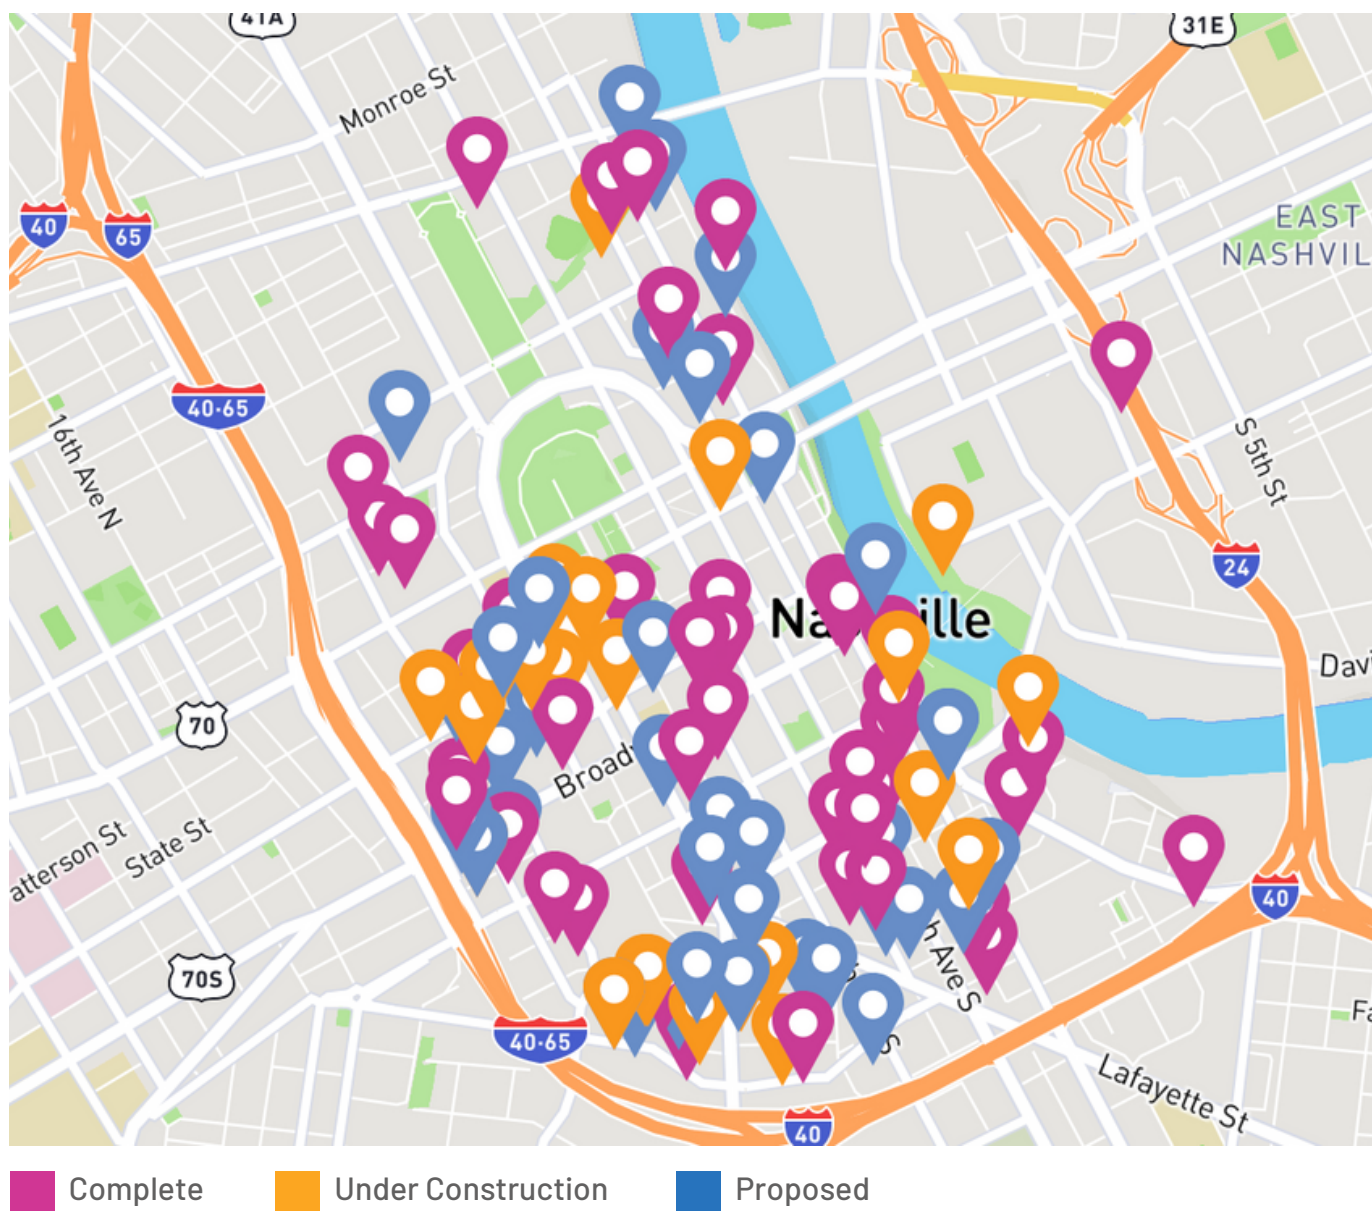 41A
31E
Monroe St
40
65
EAST
NASHVIL
40-65
16th Ave N
S 5th St
24
Na ille
Davi
70
Broad
State St
atterson St
40
70S
h Ave S
S
S
40-65
Fa
Lafayette St
40
Complete
Under Construction
Proposed